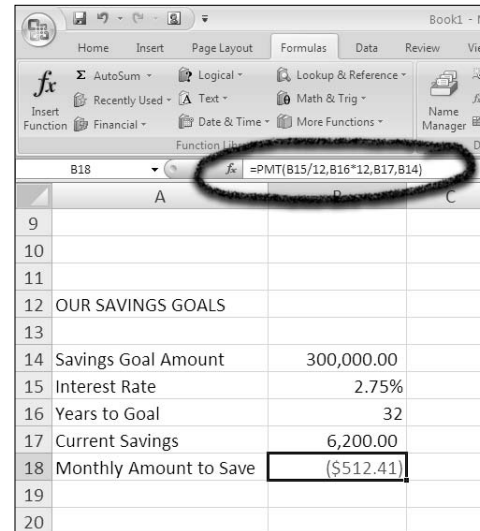 Book1 -
Home Insert Page Layout Formulas Data Review
Insert Function
Σ AutoSum
Recently Used
Financial
Logical
Text
Date & Time
Lookup & Reference
Math & Trig
More Functions
Name Manager
B18 fx =PMT(B15/12,B16*12,B17,B14)
A C
9
10
11
12 OUR SAVINGS GOALS
13
14 Savings Goal Amount 300,000.00
15 Interest Rate 2.75%
16 Years to Goal 32
17 Current Savings 6,200.00
18 Monthly Amount to Save ($512.41)
19
20